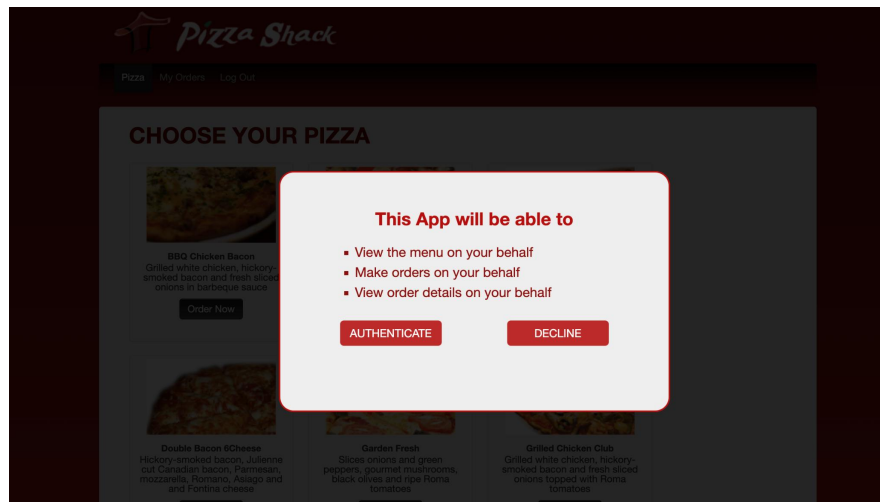 Pizza Shack
Pizza My Orders Log Out
CHOOSE YOUR PIZZA
This App will be able to
▪ View the menu on your behalf
▪ Make orders on your behalf
▪ View order details on your behalf
AUTHENTICATE DECLINE
BBQ Chicken Bacon
Grilled white chicken, hickory-
smoked bacon and fresh sliced
onions in barbeque sauce
Order Now
Double Bacon 6Cheese
Hickory-smoked bacon, Julienne
cut Canadian bacon, Parmesan,
mozzarella, Romano, Asiago and
and Fontina cheese
Garden Fresh
Slices onions and green
peppers, gourmet mushrooms,
black olives and ripe Roma
tomatoes
Grilled Chicken Club
Grilled white chicken, hickory-
smoked bacon and fresh sliced
onions topped with Roma
tomatoes